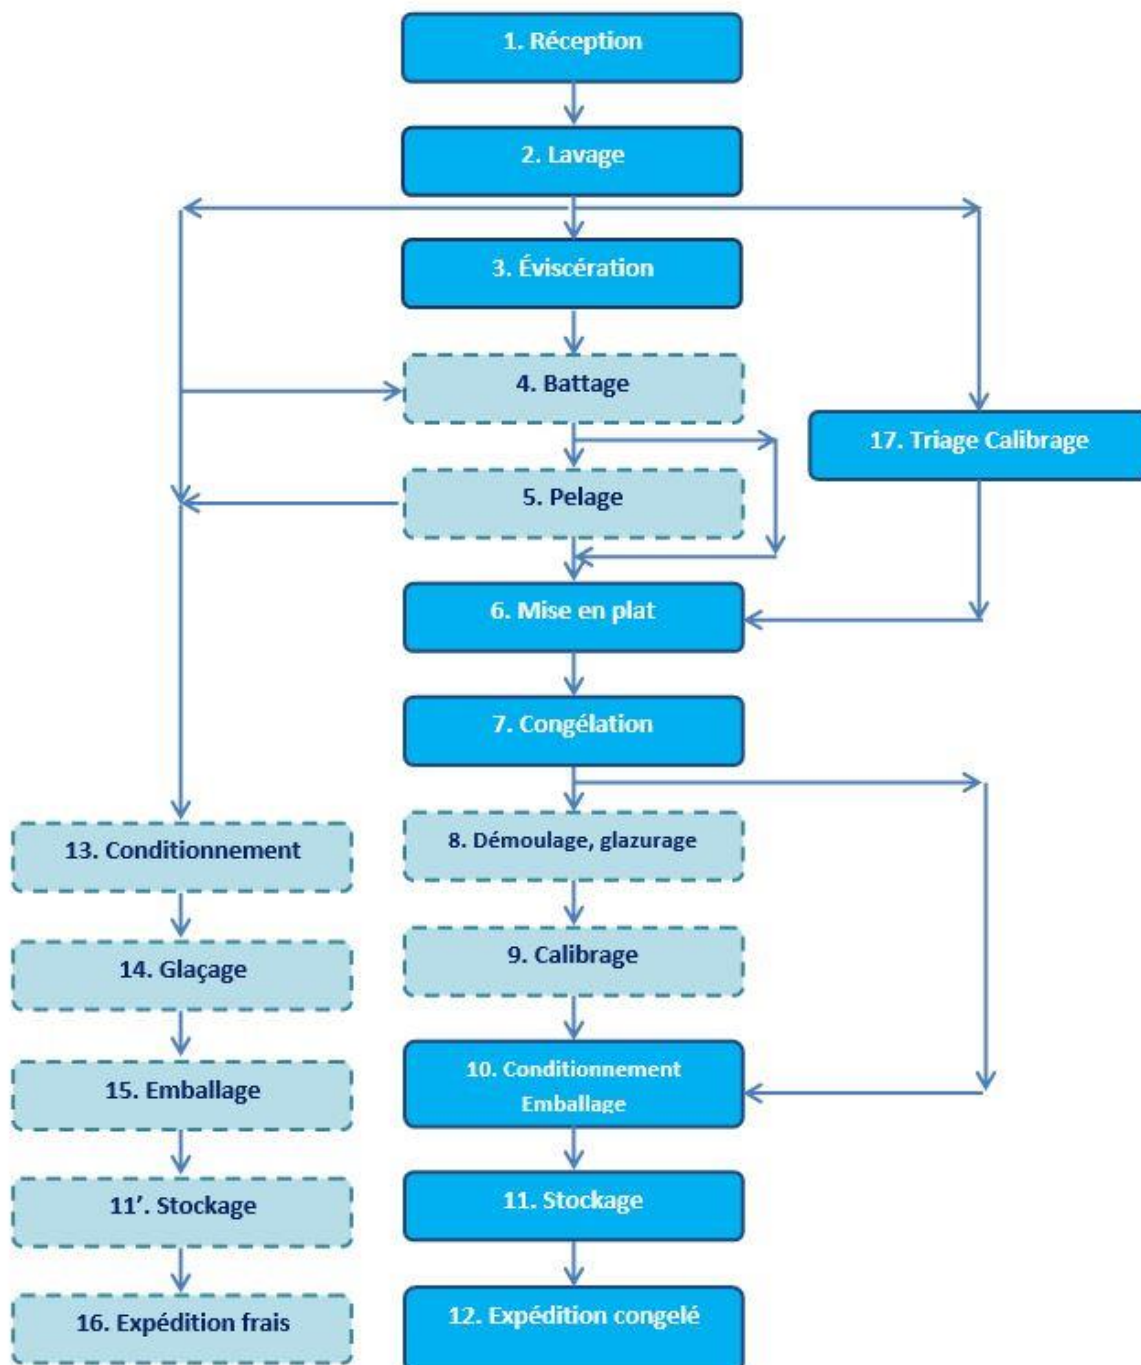 1. Réception
2. Lavage
3. Éviscération
4. Battage
17. Triage Calibrage
5. Pelage
6. Mise en plat
7. Congélation
13. Conditionnement
8. Démoulage, glazurage
14. Glaçage
9. Calibrage
15. Emballage
10. Conditionnement
Emballage
11’. Stockage
11. Stockage
16. Expédition frais
12. Expédition congelé